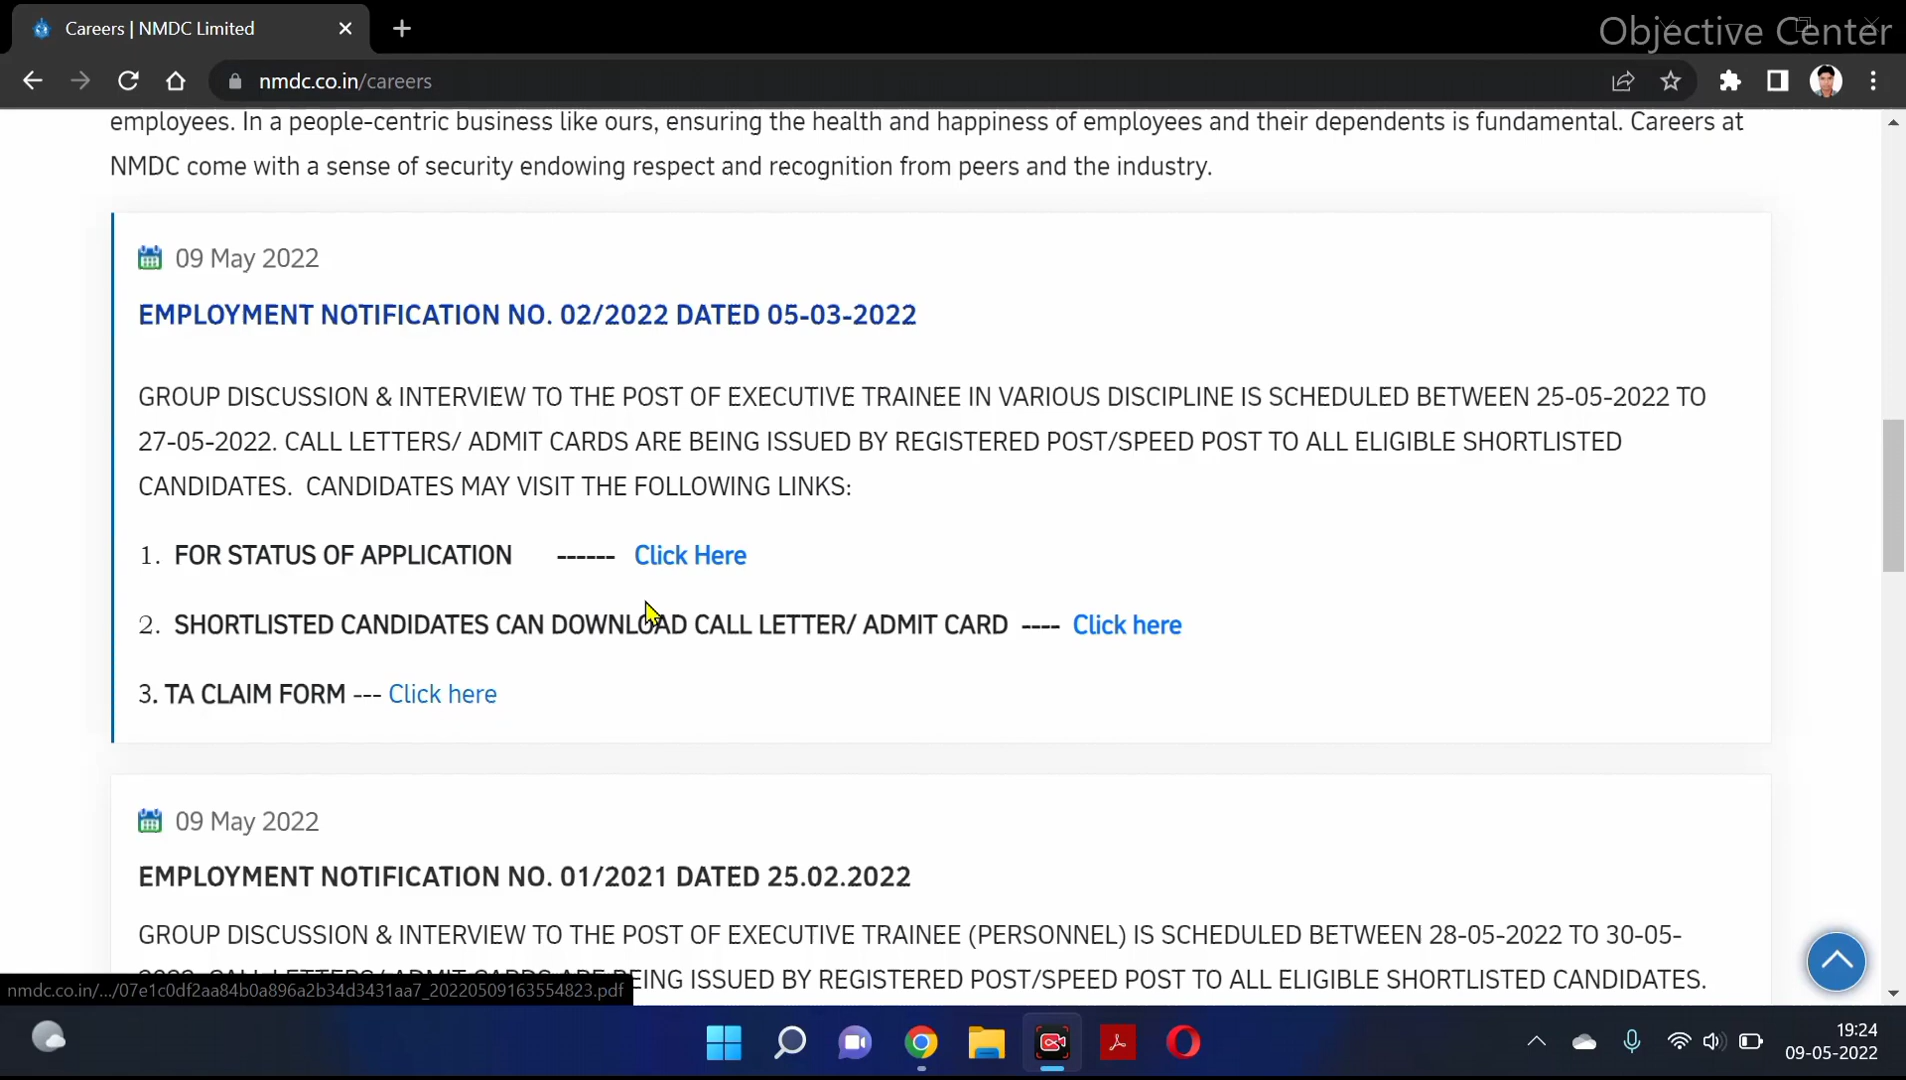 Careers | NMDC Limited
Objective Center
nmdc.co.in/careers
employees. In a people-centric business like ours, ensuring the health and happiness of employees and their dependents is fundamental. Careers at
NMDC come with a sense of security endowing respect and recognition from peers and the industry.
09 May 2022
EMPLOYMENT NOTIFICATION NO. 02/2022 DATED 05-03-2022
GROUP DISCUSSION & INTERVIEW TO THE POST OF EXECUTIVE TRAINEE IN VARIOUS DISCIPLINE IS SCHEDULED BETWEEN 25-05-2022 TO
27-05-2022. CALL LETTERS/ ADMIT CARDS ARE BEING ISSUED BY REGISTERED POST/SPEED POST TO ALL ELIGIBLE SHORTLISTED
CANDIDATES. CANDIDATES MAY VISIT THE FOLLOWING LINKS:
1. FOR STATUS OF APPLICATION ------ Click Here
2. SHORTLISTED CANDIDATES CAN DOWNLOAD CALL LETTER/ ADMIT CARD ---- Click here
3. TA CLAIM FORM --- Click here
09 May 2022
EMPLOYMENT NOTIFICATION NO. 01/2021 DATED 25.02.2022
GROUP DISCUSSION & INTERVIEW TO THE POST OF EXECUTIVE TRAINEE (PERSONNEL) IS SCHEDULED BETWEEN 28-05-2022 TO 30-05-
2022. CALL LETTERS/ ADMIT CARDS ARE BEING ISSUED BY REGISTERED POST/SPEED POST TO ALL ELIGIBLE SHORTLISTED CANDIDATES.
nmdc.co.in/.../07e1c0df2aa84b0a896a2b34d3431aa7_20220509163554823.pdf
19:24
09-05-2022